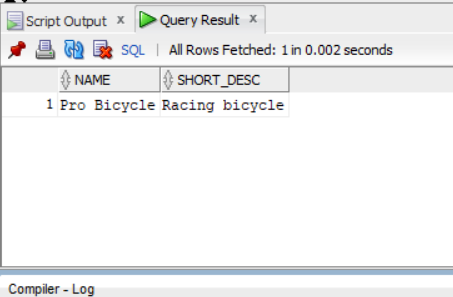 Script Output x Query Result x
SQL | All Rows Fetched: 1 in 0.002 seconds
NAME SHORT_DESC
1 Pro Bicycle Racing bicycle
Compiler - Log